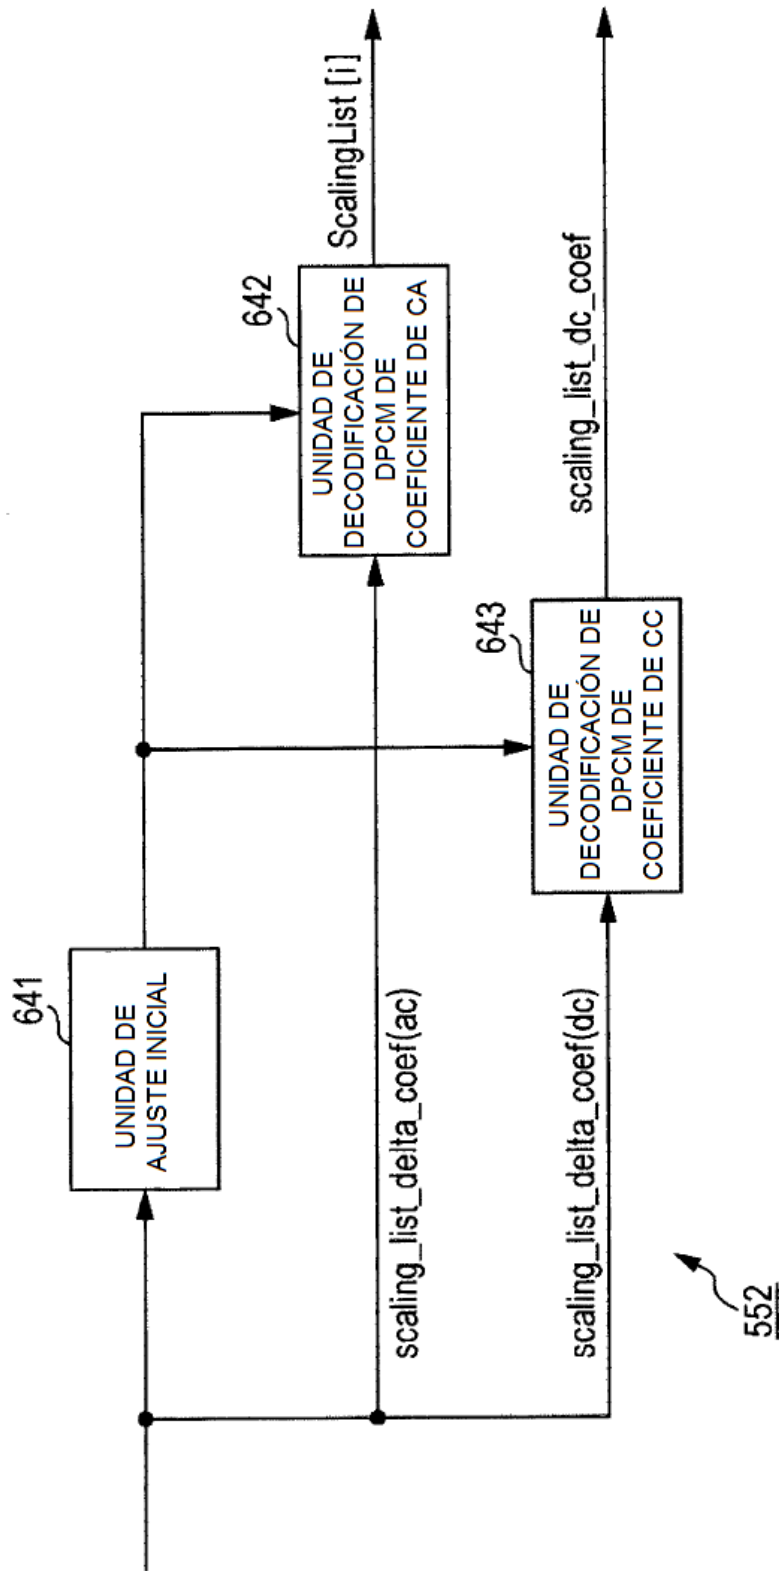 641
UNIDAD DE
AJUSTE INICIAL
642
UNIDAD DE
DECODIFICACIÓN DE
DPCM DE
COEFICIENTE DE CA
ScalingList [i]
scaling_list_delta_coef(ac)
643
UNIDAD DE
DECODIFICACIÓN DE
DPCM DE
COEFICIENTE DE CC
scaling_list_dc_coef
scaling_list_delta_coef(dc)
552